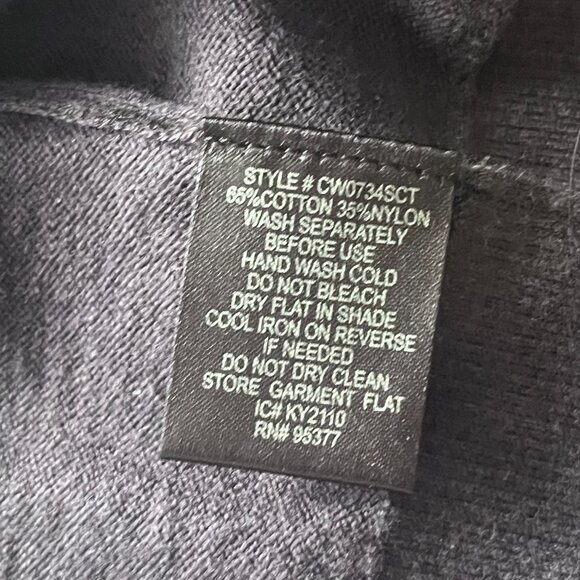 STYLE # CW0734SCT
65%COTTON 35%NYLON
WASH SEPARATELY
BEFORE USE
HAND WASH COLD
DO NOT BLEACH
DRY FLAT IN SHADE
COOL IRON ON REVERSE
IF NEEDED
DO NOT DRY CLEAN
STORE GARMENT FLAT
IC# KY2110
RN# 95377